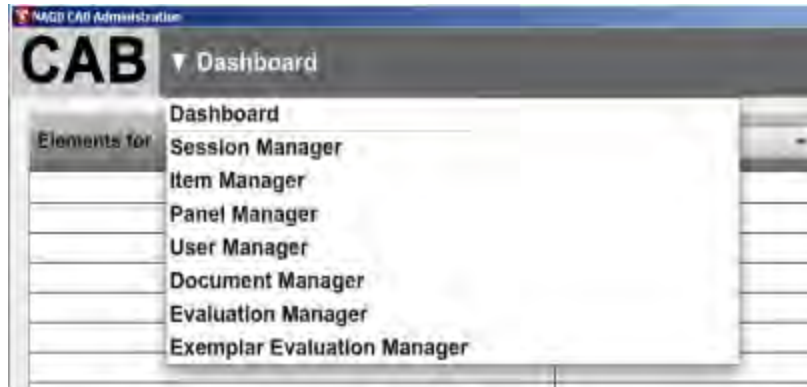 CAB Administration
CAB
▼ Dashboard
Dashboard
Elements for
Session Manager
Item Manager
Panel Manager
User Manager
Document Manager
Evaluation Manager
Exemplar Evaluation Manager